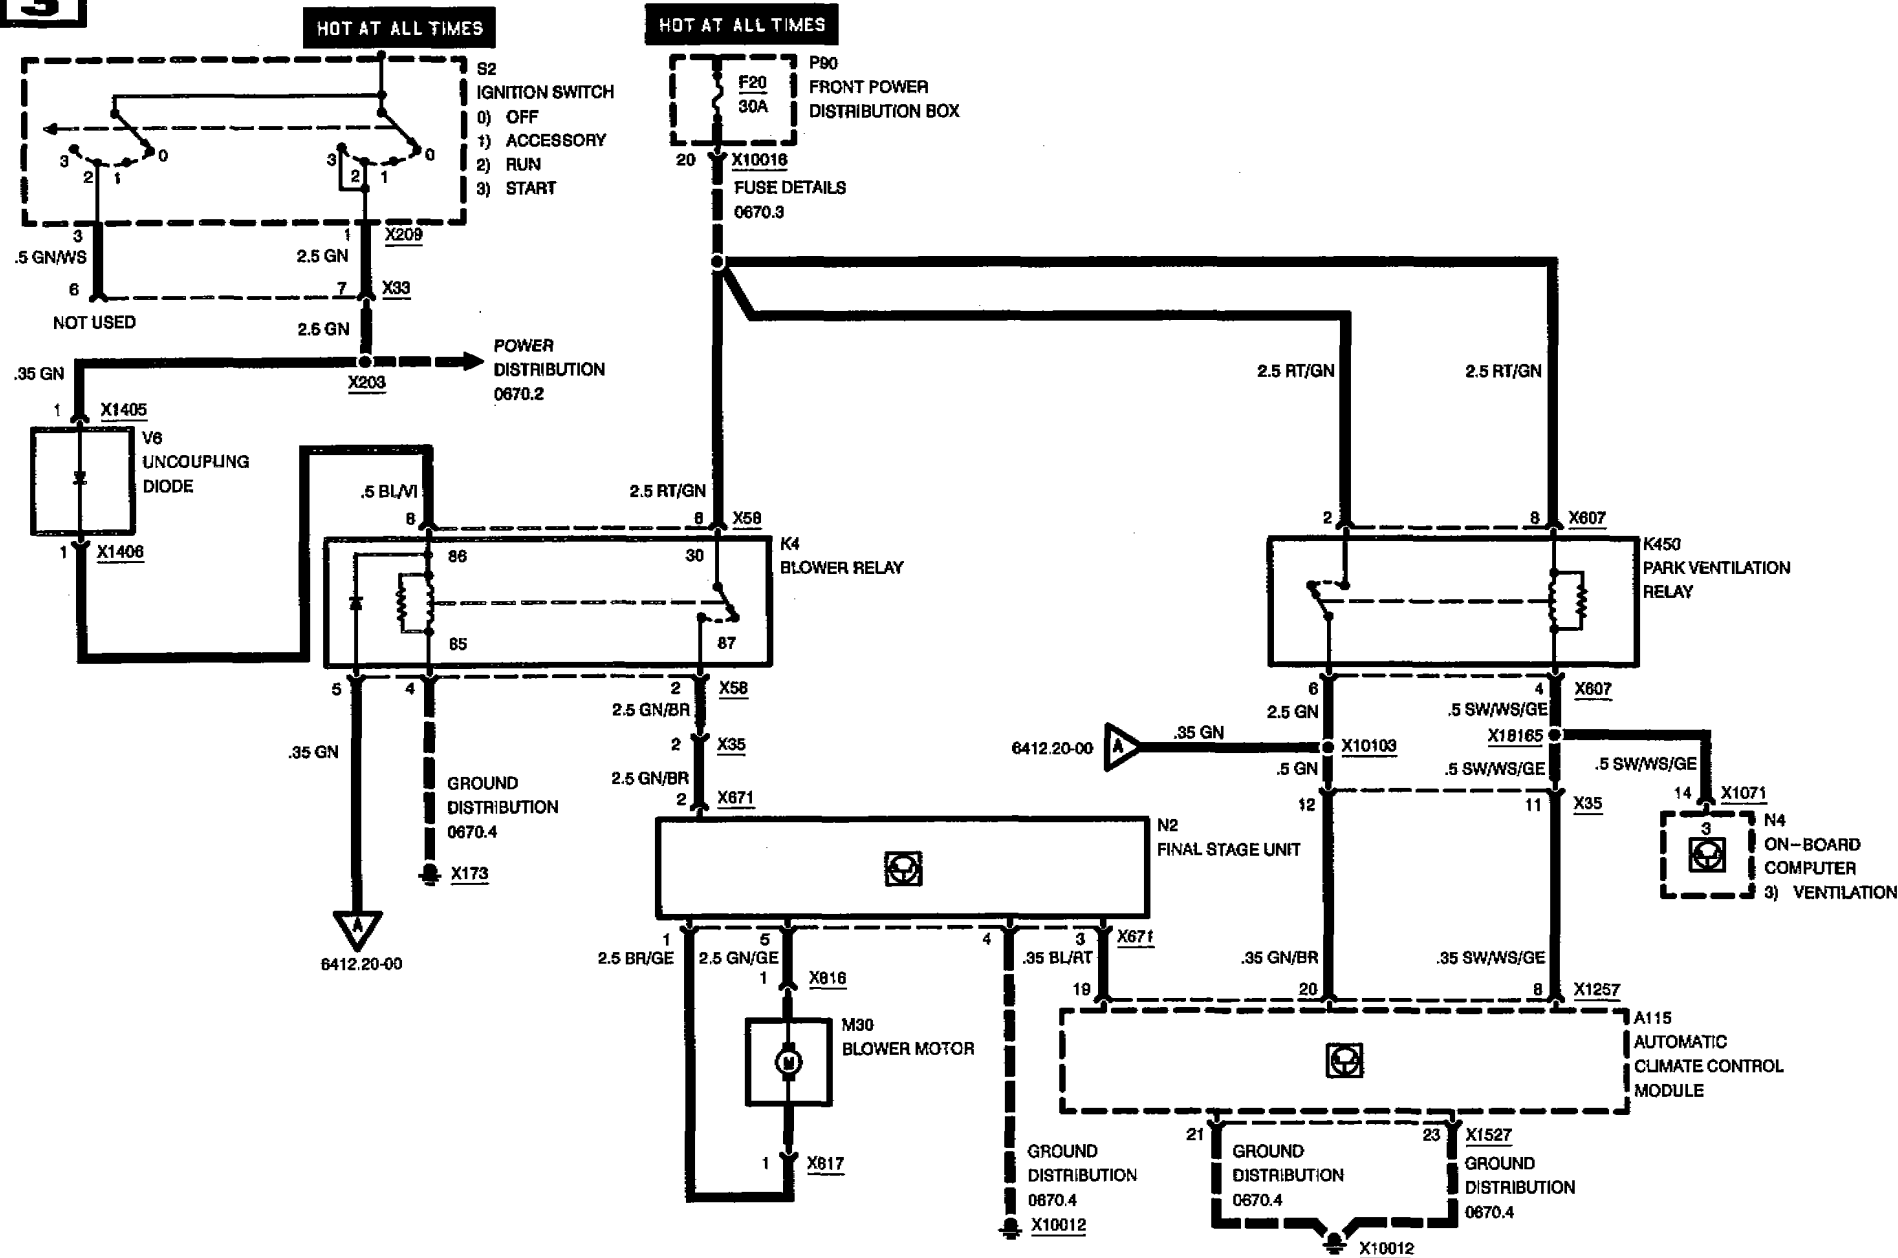 3
HOT AT ALL TIMES
HOT AT ALL TIMES
S2
IGNITION SWITCH
0) OFF
1) ACCESSORY
2) RUN
3) START
3
2
1
0
3
2
1
0
P90
FRONT POWER
DISTRIBUTION BOX
F20
30A
20
X10016
FUSE DETAILS
0670.3
3
1
X209
.5 GN/WS
2.5 GN
6
7
X33
NOT USED
2.5 GN
POWER
DISTRIBUTION
0670.2
.35 GN
X203
1
X1405
V6
UNCOUPLING
DIODE
1
X1406
.5 BL/VI
2.5 RT/GN
2.5 RT/GN
2.5 RT/GN
8
6
X58
2
8
X607
86
30
K4
BLOWER RELAY
85
87
K450
PARK VENTILATION
RELAY
5
4
2
X58
6
4
X607
2.5 GN/BR
2.5 GN
.5 SW/WS/GE
.35 GN
2
X35
6412.20-00
A
.35 GN
X10103
X18165
.5 GN
.5 SW/WS/GE
.5 SW/WS/GE
GROUND
DISTRIBUTION
0670.4
2.5 GN/BR
2
X671
12
11
X35
14
X1071
X173
N2
FINAL STAGE UNIT
3
N4
ON-BOARD
COMPUTER
3) VENTILATION
A
6412.20-00
1
5
4
3
X671
2.5 BR/GE
2.5 GN/GE
.35 BL/RT
.35 GN/BR
.35 SW/WS/GE
1
X816
19
20
8
X1257
M30
BLOWER MOTOR
M
A115
AUTOMATIC
CLIMATE CONTROL
MODULE
1
X817
21
23
X1527
GROUND
DISTRIBUTION
0670.4
X10012
GROUND
DISTRIBUTION
0670.4
GROUND
DISTRIBUTION
0670.4
X10012